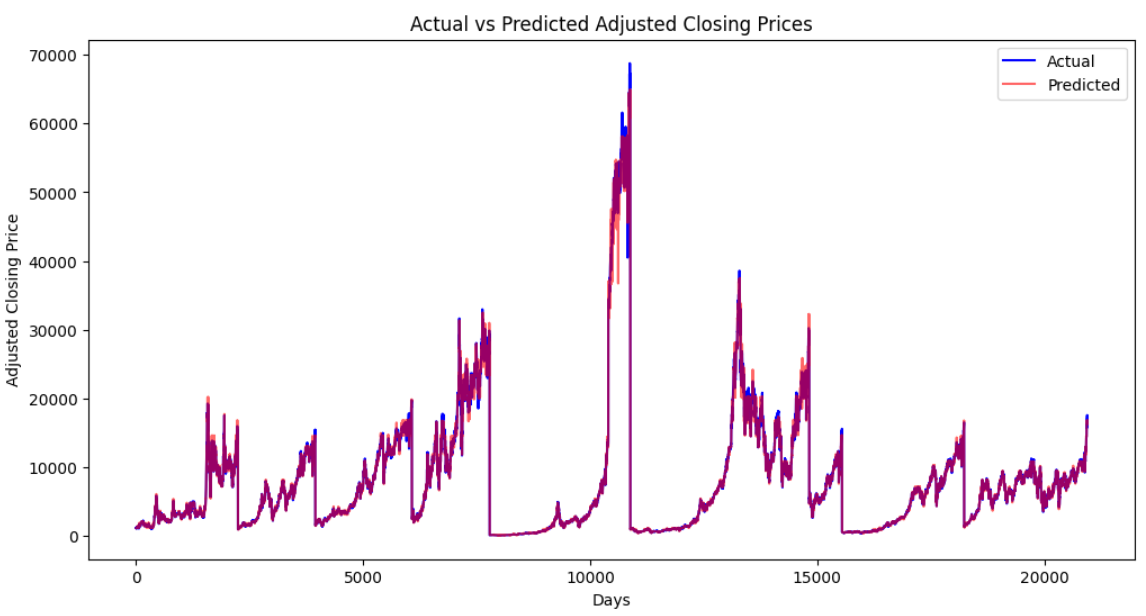 Actual vs Predicted Adjusted Closing Prices
Actual
Predicted
Adjusted Closing Price
70000
60000
50000
40000
30000
20000
10000
0
0
5000
10000
15000
20000
Days